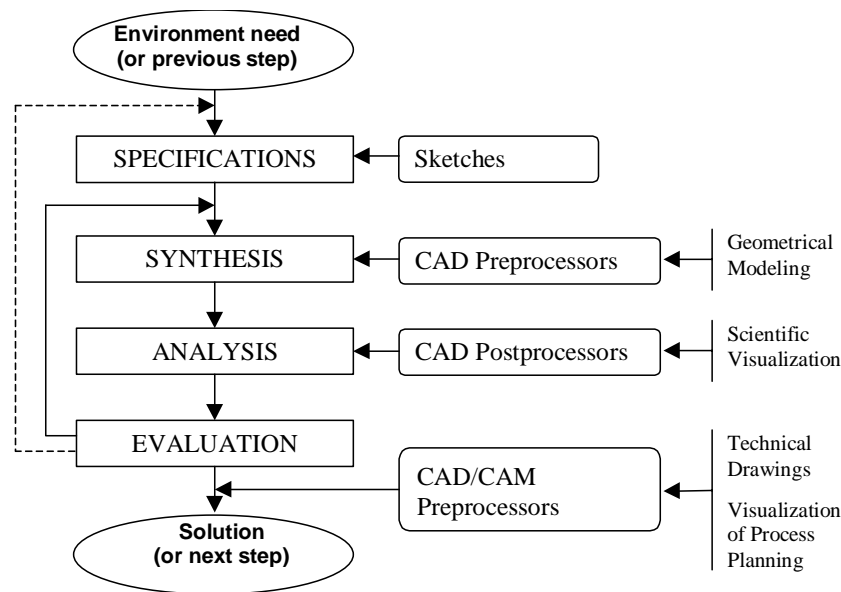 Environment need
(or previous step)
SPECIFICATIONS
Sketches
SYNTHESIS
CAD Preprocessors
Geometrical
Modeling
ANALYSIS
CAD Postprocessors
Scientific
Visualization
EVALUATION
CAD/CAM
Preprocessors
Technical
Drawings
Visualization
of Process
Planning
Solution
(or next step)